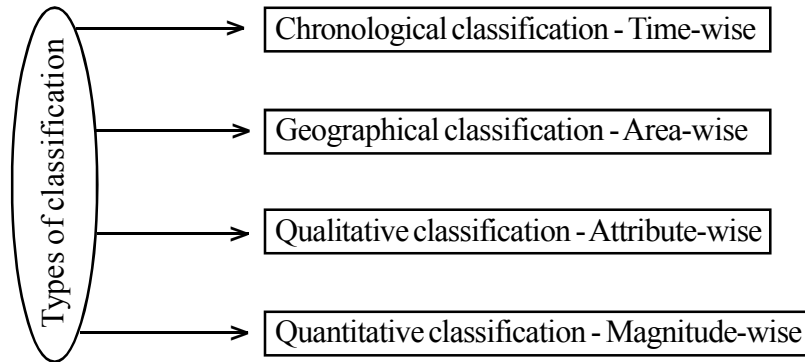 Types of classification
Chronological classification - Time-wise
Geographical classification - Area-wise
Qualitative classification - Attribute-wise
Quantitative classification - Magnitude-wise